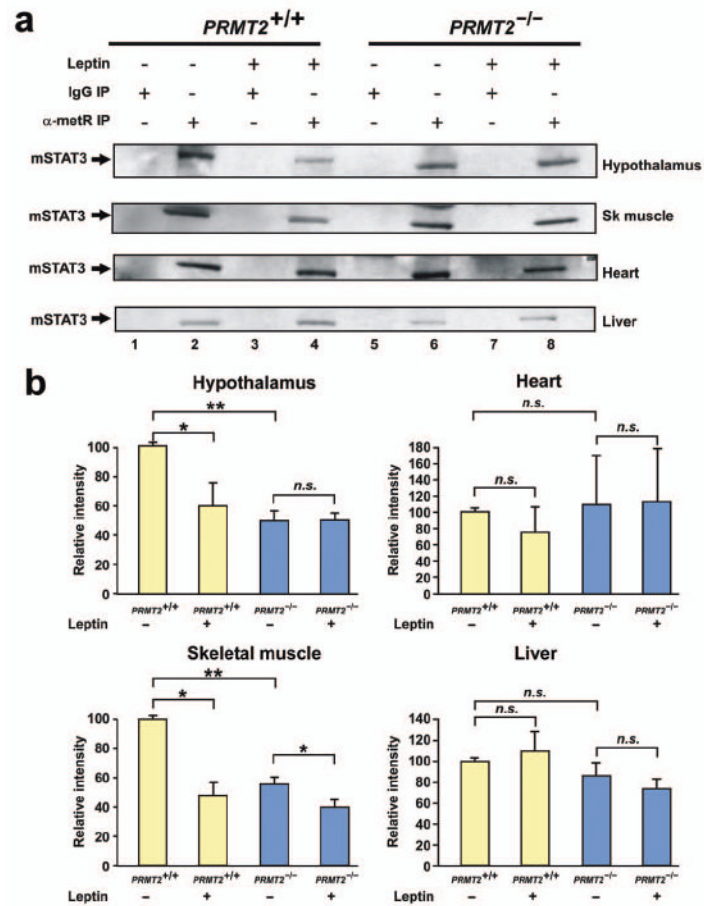 a
PRMT2+/+ PRMT2−/−
Leptin - - + + - - + +
IgG IP + - + - + - + -
α-metR IP - + - + - + - +
mSTAT3 Hypothalamus
mSTAT3 Sk muscle
mSTAT3 Heart
mSTAT3 Liver
1 2 3 4 5 6 7 8
b
Hypothalamus
**
*
n.s.
Relative intensity
100
80
60
40
20
0
PRMT2+/+ PRMT2+/+ PRMT2−/− PRMT2−/−
Leptin − + − +
Heart
n.s.
n.s.
n.s.
Relative intensity
180
160
140
120
100
80
60
40
20
0
PRMT2+/+ PRMT2+/+ PRMT2−/− PRMT2−/−
Leptin − + − +
Skeletal muscle
**
*
*
Relative intensity
100
80
60
40
20
0
PRMT2+/+ PRMT2+/+ PRMT2−/− PRMT2−/−
Leptin − + − +
Liver
n.s.
n.s.
n.s.
Relative intensity
140
120
100
80
60
40
20
0
PRMT2+/+ PRMT2+/+ PRMT2−/− PRMT2−/−
Leptin − + − +